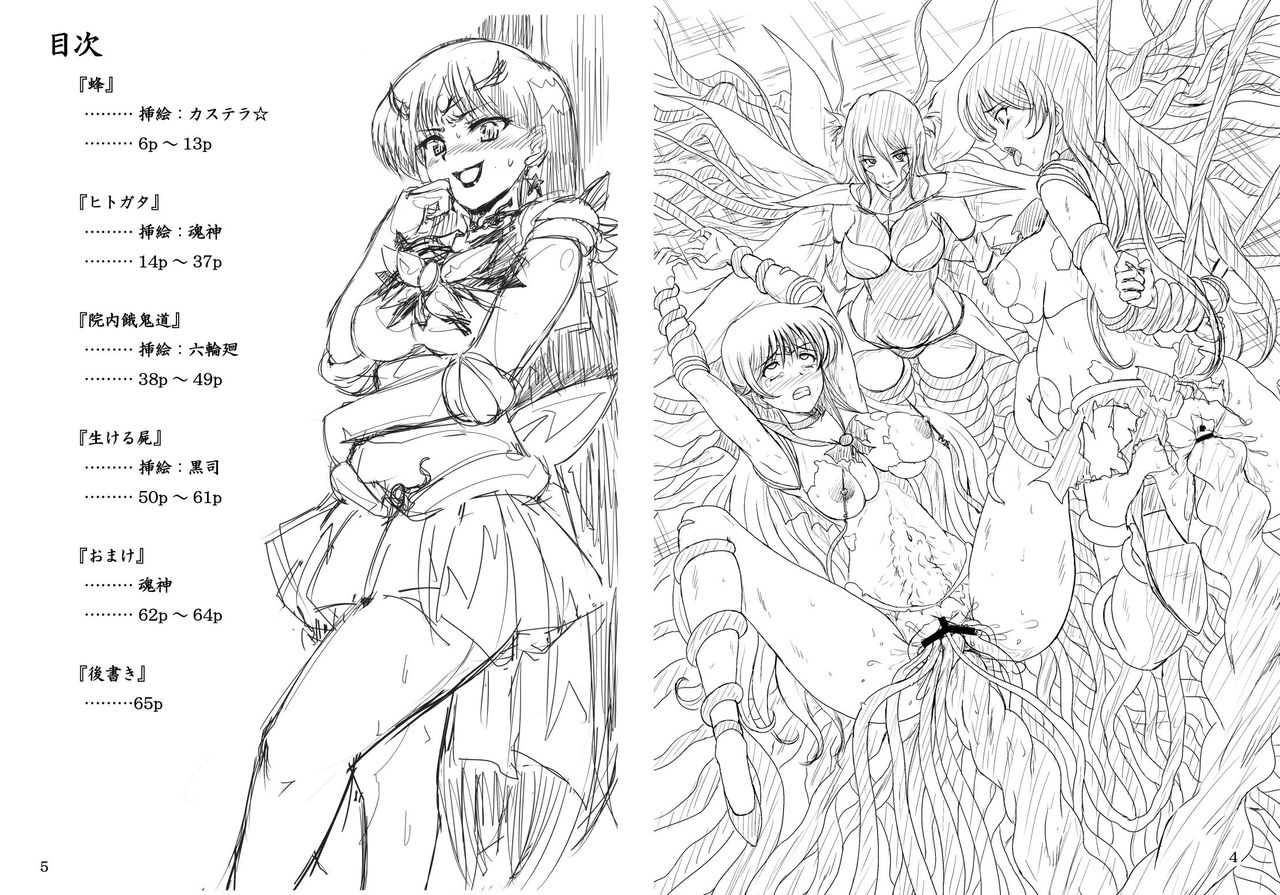 目次
『蜂』
……… 挿絵：カステラ☆
……… 6p ～ 13p
『ヒトガタ』
……… 挿絵：魂神
……… 14p ～ 37p
『院内餓鬼道』
……… 挿絵：六輪廻
……… 38p ～ 49p
『生ける屍』
……… 挿絵：黒司
……… 50p ～ 61p
『おまけ』
……… 魂神
……… 62p ～ 64p
『後書き』
………65p
5
4